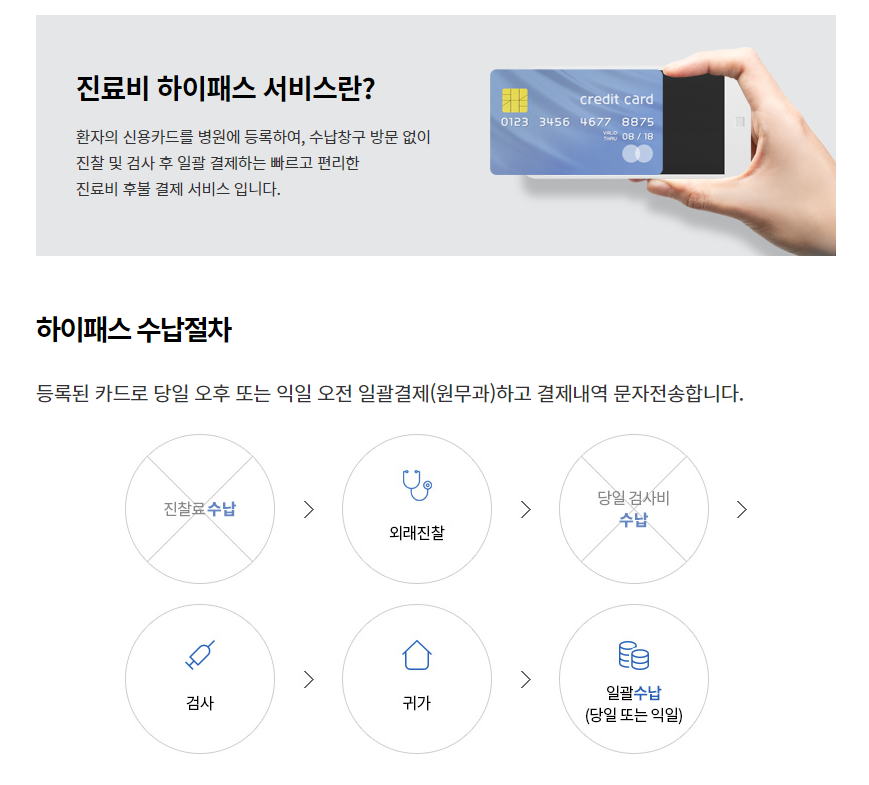 진료비 하이패스 서비스란?
환자의 신용카드를 병원에 등록하여, 수납창구 방문 없이
진찰 및 검사 후 일괄 결제하는 빠르고 편리한
진료비 후불 결제 서비스 입니다.
credit card
0123 3456 4677 8875
VALID THRU 08 / 18
하이패스 수납절차
등록된 카드로 당일 오후 또는 익일 오전 일괄결제(원무과)하고 결제내역 문자전송합니다.
진찰료 수납
외래진찰
당일 검사비
수납
검사
귀가
일괄수납
(당일 또는 익일)